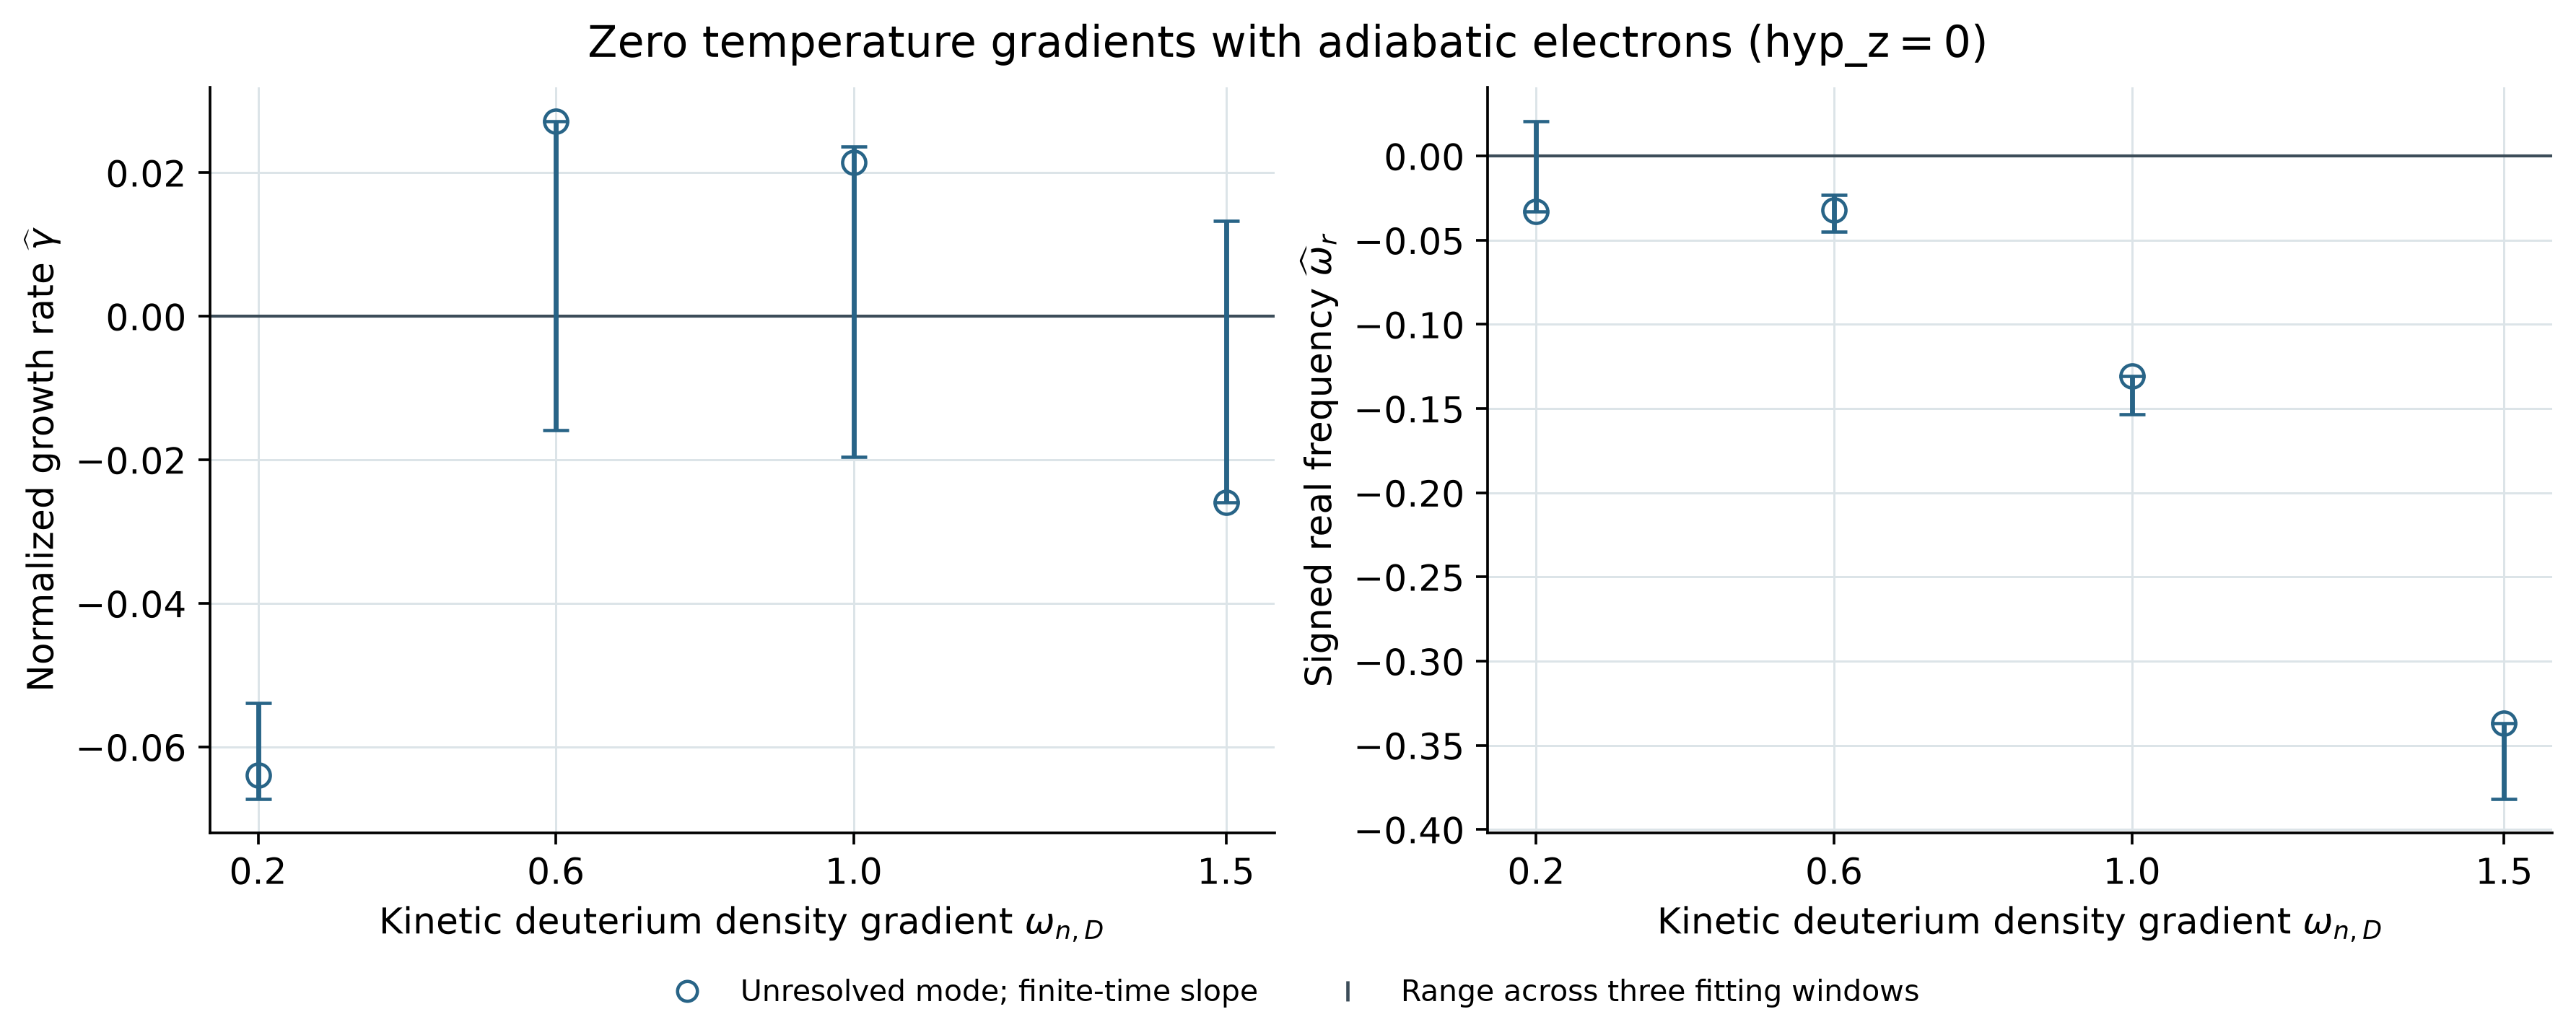 Zero temperature gradients with adiabatic electrons (hyp_z = 0)
Normalized growth rate γ̂
0.02
0.00
−0.02
−0.04
−0.06
0.2 0.6 1.0 1.5
Kinetic deuterium density gradient ω_{n, D}
Signed real frequency ω̂_r
0.00
−0.05
−0.10
−0.15
−0.20
−0.25
−0.30
−0.35
−0.40
0.2 0.6 1.0 1.5
Kinetic deuterium density gradient ω_{n, D}
Unresolved mode; finite-time slope
Range across three fitting windows